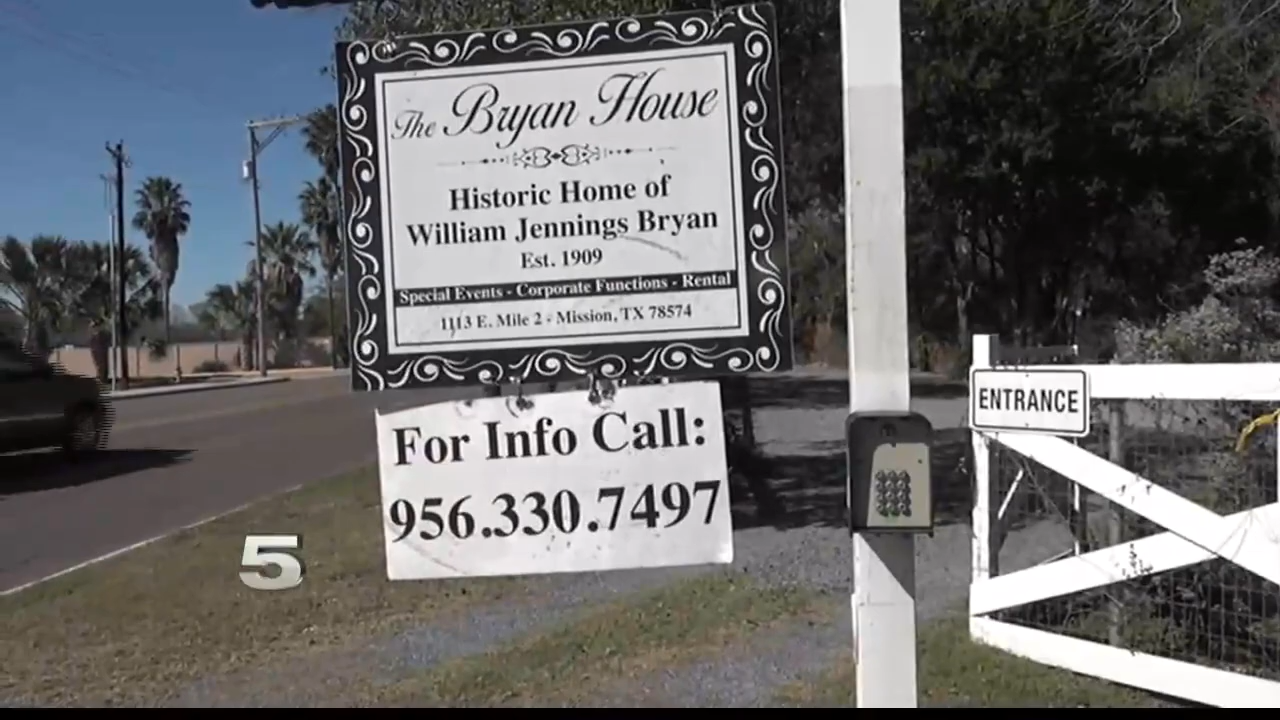 The Bryan House
Historic Home of
William Jennings Bryan
Est. 1909
Special Events - Corporate Functions - Rental
1113 E. Mile 2 - Mission, TX 78574
For Info Call:
956.330.7497
ENTRANCE
5